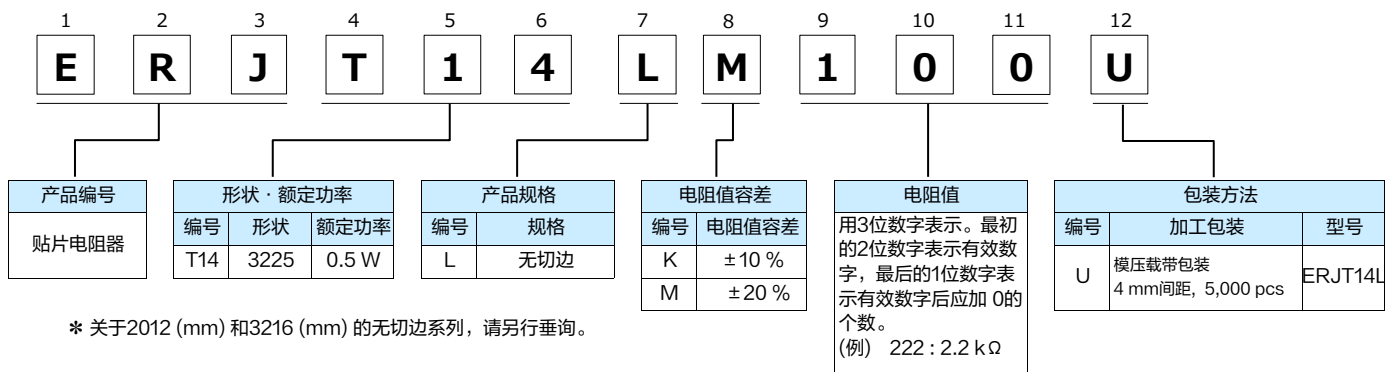 1 2 3 4 5 6 7 8 9 10 11 12
E R J T 1 4 L M 1 0 0 U
产品编号
贴片电阻器
形状 · 额定功率
编号 形状 额定功率
T14 3225 0.5 W
产品规格
编号 规格
L 无切边
电阻值容差
编号 电阻值容差
K ±10 %
M ±20 %
电阻值
用3位数字表示。最初
的2位数字表示有效数
字，最后的1位数字表
示有效数字后应加 0的
个数。
(例) 222 : 2.2 kΩ
包装方法
编号 加工包装 型号
U 模压载带包装 ERJT14L
4 mm间距, 5,000 pcs
＊ 关于2012 (mm) 和3216 (mm) 的无切边系列，请另行垂询。